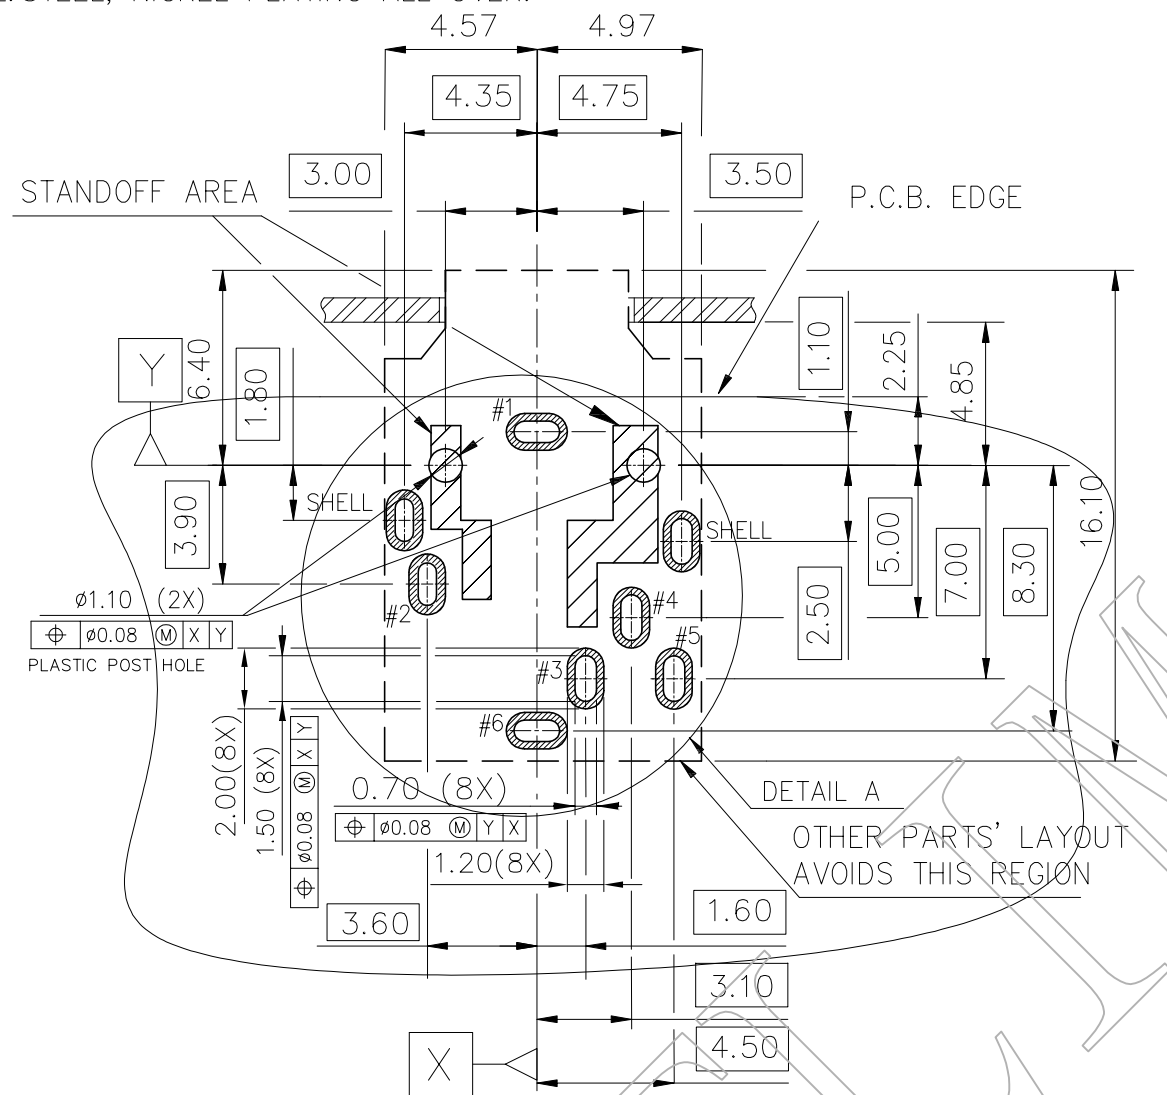 4.57 4.97
4.35 4.75
3.00 3.50
STANDOFF AREA
P.C.B. EDGE
Y
6.40
1.80
1.10
2.25
4.85
#1
3.90
SHELL
SHELL
16.10
5.00
7.00
8.30
2.50
ø1.10 (2X)
⌖ ø0.08 Ⓜ X Y
PLASTIC POST HOLE
#2
#4
#5
#3
#6
2.00(8X)
1.50 (8X)
⌖ ø0.08 Ⓜ X Y
0.70 (8X)
⌖ ø0.08 Ⓜ Y X
1.20(8X)
DETAIL A
OTHER PARTS' LAYOUT
AVOIDS THIS REGION
3.60
1.60
3.10
4.50
X